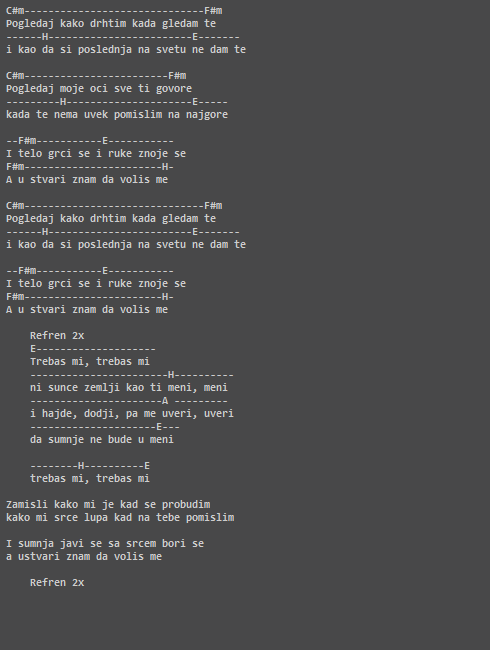 C#m------------------------------F#m
Pogledaj kako drhtim kada gledam te
------H------------------------E-------
i kao da si poslednja na svetu ne dam te

C#m------------------------F#m
Pogledaj moje oci sve ti govore
---------H---------------------E-----
kada te nema uvek pomislim na najgore

--F#m-----------E-----------
I telo grci se i ruke znoje se
F#m-----------------------H-
A u stvari znam da volis me

C#m------------------------------F#m
Pogledaj kako drhtim kada gledam te
------H------------------------E-------
i kao da si poslednja na svetu ne dam te

--F#m-----------E-----------
I telo grci se i ruke znoje se
F#m-----------------------H-
A u stvari znam da volis me

    Refren 2x
    E--------------------
    Trebas mi, trebas mi
    -----------------------H----------
    ni sunce zemlji kao ti meni, meni
    ----------------------A ---------
    i hajde, dodji, pa me uveri, uveri
    ---------------------E---
    da sumnje ne bude u meni

    --------H----------E
    trebas mi, trebas mi

Zamisli kako mi je kad se probudim
kako mi srce lupa kad na tebe pomislim

I sumnja javi se sa srcem bori se
a ustvari znam da volis me

    Refren 2x